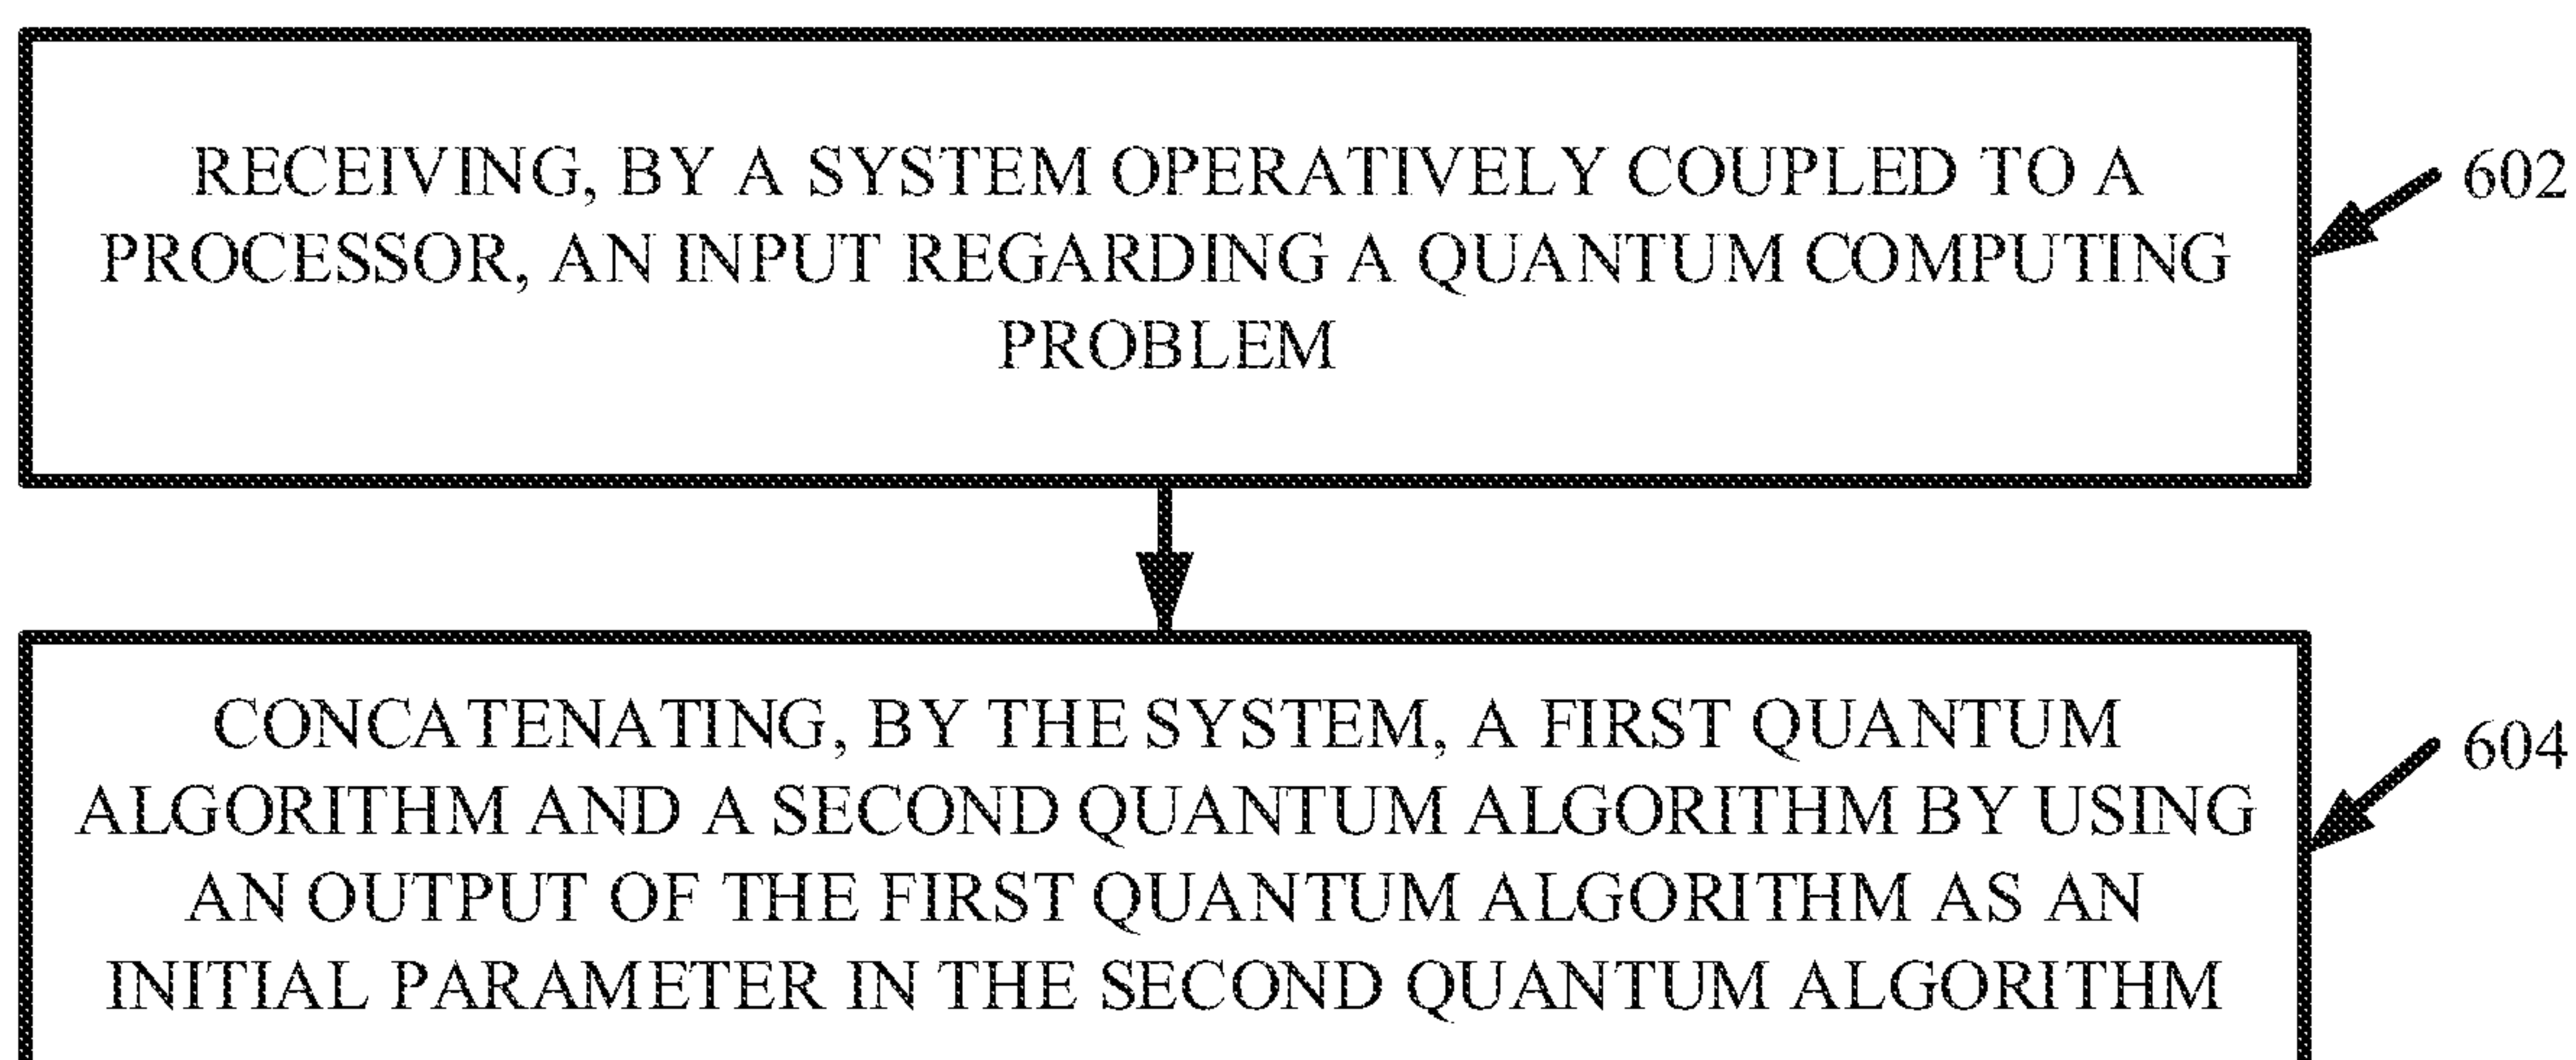 RECEIVING, BY A SYSTEM OPERATIVELY COUPLED TO A
PROCESSOR, AN INPUT REGARDING A QUANTUM COMPUTING
PROBLEM
602
CONCATENATING, BY THE SYSTEM, A FIRST QUANTUM
ALGORITHM AND A SECOND QUANTUM ALGORITHM BY USING
AN OUTPUT OF THE FIRST QUANTUM ALGORITHM AS AN
INITIAL PARAMETER IN THE SECOND QUANTUM ALGORITHM
604